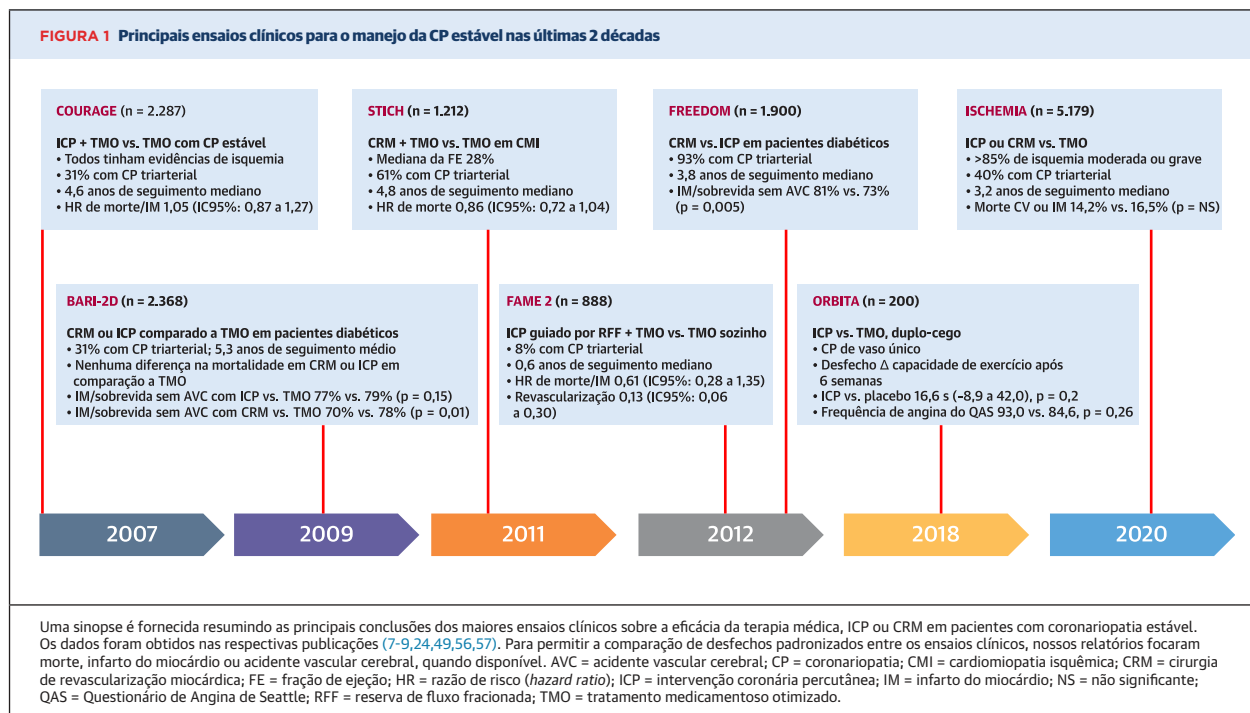 FIGURA 1 Principais ensaios clínicos para o manejo da CP estável nas últimas 2 décadas
COURAGE (n = 2.287)
ICP + TMO vs. TMO com CP estável
• Todos tinham evidências de isquemia
• 31% com CP triarterial
• 4,6 anos de seguimento mediano
• HR de morte/IM 1,05 (IC95%: 0,87 a 1,27)
STICH (n = 1.212)
CRM + TMO vs. TMO em CMI
• Mediana da FE 28%
• 61% com CP triarterial
• 4,8 anos de seguimento mediano
• HR de morte 0,86 (IC95%: 0,72 a 1,04)
FREEDOM (n = 1.900)
CRM vs. ICP em pacientes diabéticos
• 93% com CP triarterial
• 3,8 anos de seguimento mediano
• IM/sobrevida sem AVC 81% vs. 73%
(p = 0,005)
ISCHEMIA (n = 5.179)
ICP ou CRM vs. TMO
• >85% de isquemia moderada ou grave
• 40% com CP triarterial
• 3,2 anos de seguimento mediano
• Morte CV ou IM 14,2% vs. 16,5% (p = NS)
BARI-2D (n = 2.368)
CRM ou ICP comparado a TMO em pacientes diabéticos
• 31% com CP triarterial; 5,3 anos de seguimento médio
• Nenhuma diferença na mortalidade em CRM ou ICP em
comparação a TMO
• IM/sobrevida sem AVC com ICP vs. TMO 77% vs. 79% (p = 0,15)
• IM/sobrevida sem AVC com CRM vs. TMO 70% vs. 78% (p = 0,01)
FAME 2 (n = 888)
ICP guiado por RFF + TMO vs. TMO sozinho
• 8% com CP triarterial
• 0,6 anos de seguimento mediano
• HR de morte/IM 0,61 (IC95%: 0,28 a 1,35)
• Revascularização 0,13 (IC95%: 0,06
a 0,30)
ORBITA (n = 200)
ICP vs. TMO, duplo-cego
• CP de vaso único
• Desfecho Δ capacidade de exercício após
6 semanas
• ICP vs. placebo 16,6 s (-8,9 a 42,0), p = 0,2
• Frequência de angina do QAS 93,0 vs. 84,6, p = 0,26
2007
2009
2011
2012
2018
2020
Uma sinopse é fornecida resumindo as principais conclusões dos maiores ensaios clínicos sobre a eficácia da terapia médica, ICP ou CRM em pacientes com coronariopatia estável.
Os dados foram obtidos nas respectivas publicações (7-9,24,49,56,57). Para permitir a comparação de desfechos padronizados entre os ensaios clínicos, nossos relatórios focaram
morte, infarto do miocárdio ou acidente vascular cerebral, quando disponível. AVC = acidente vascular cerebral; CP = coronariopatia; CMI = cardiomiopatia isquêmica; CRM = cirurgia
de revascularização miocárdica; FE = fração de ejeção; HR = razão de risco (hazard ratio); ICP = intervenção coronária percutânea; IM = infarto do miocárdio; NS = não significante;
QAS = Questionário de Angina de Seattle; RFF = reserva de fluxo fracionada; TMO = tratamento medicamentoso otimizado.